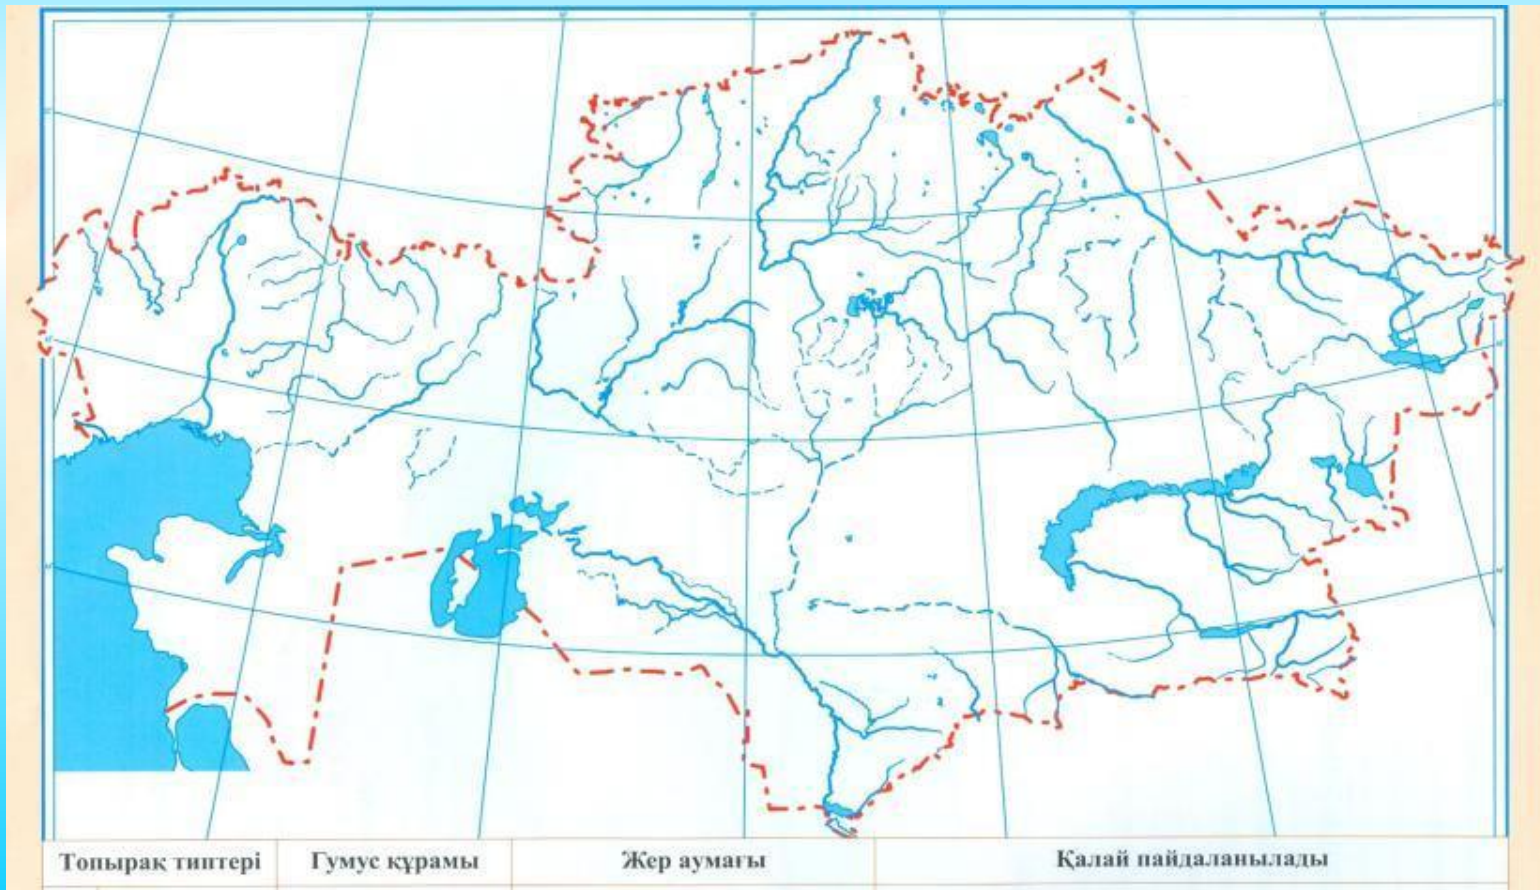 Топырақ типтері
Гумус құрамы
Жер аумағы
Қалай пайдаланылады